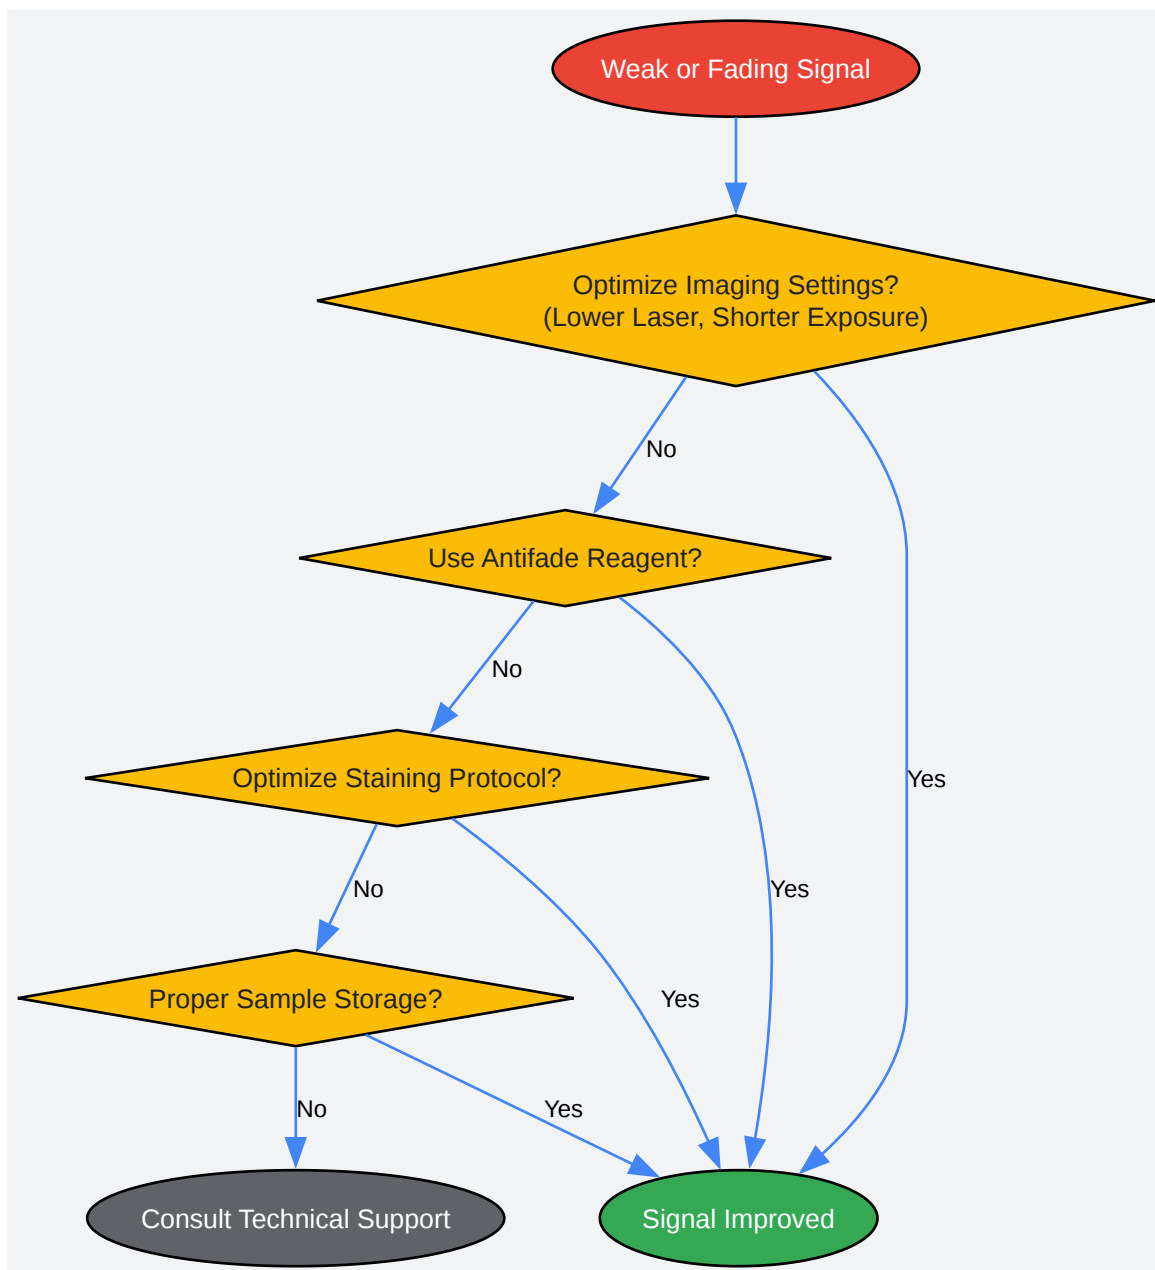 Weak or Fading Signal
Optimize Imaging Settings?
(Lower Laser, Shorter Exposure)
No
Use Antifade Reagent?
No
Optimize Staining Protocol?
Yes
No
Yes
Proper Sample Storage?
Yes
No
Yes
Consult Technical Support
Signal Improved